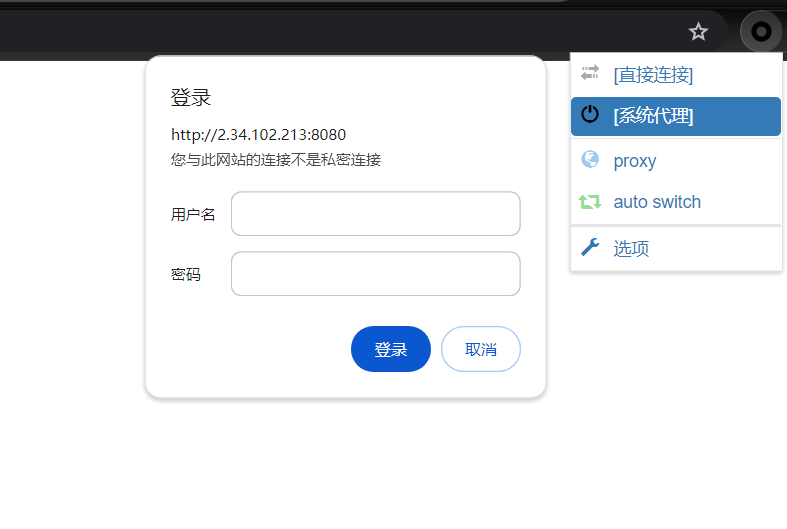 登录
http://2.34.102.213:8080
您与此网站的连接不是私密连接
用户名
密码
登录 取消
[直接连接]
[系统代理]
proxy
auto switch
选项